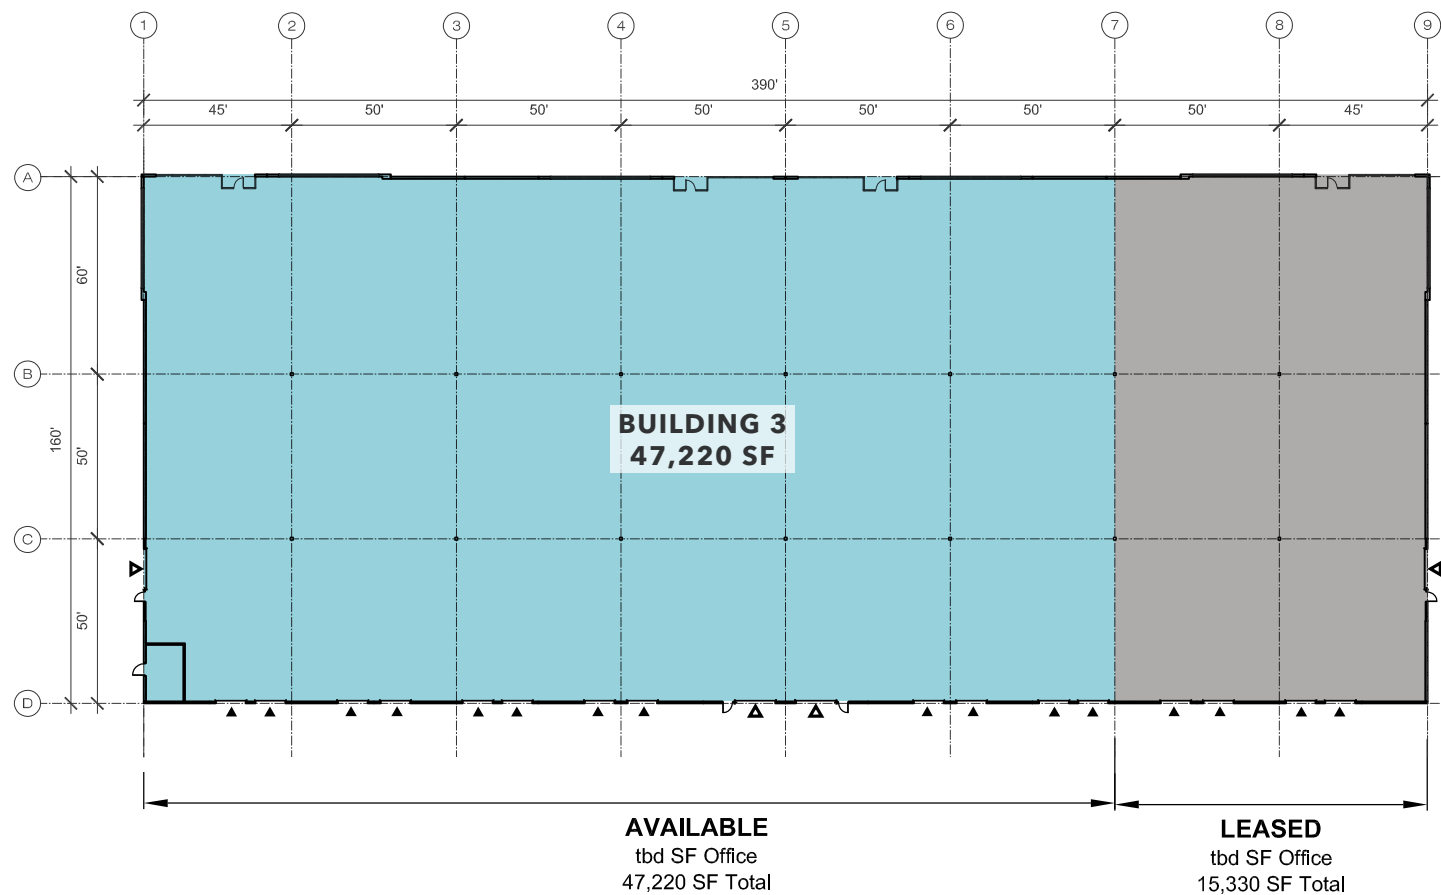 1 2 3 4 5 6 7 8 9
390'
45' 50' 50' 50' 50' 50' 50' 45'
A
60'
B
BUILDING 3
47,220 SF
160'
50'
C
50'
D
AVAILABLE
tbd SF Office
47,220 SF Total
LEASED
tbd SF Office
15,330 SF Total